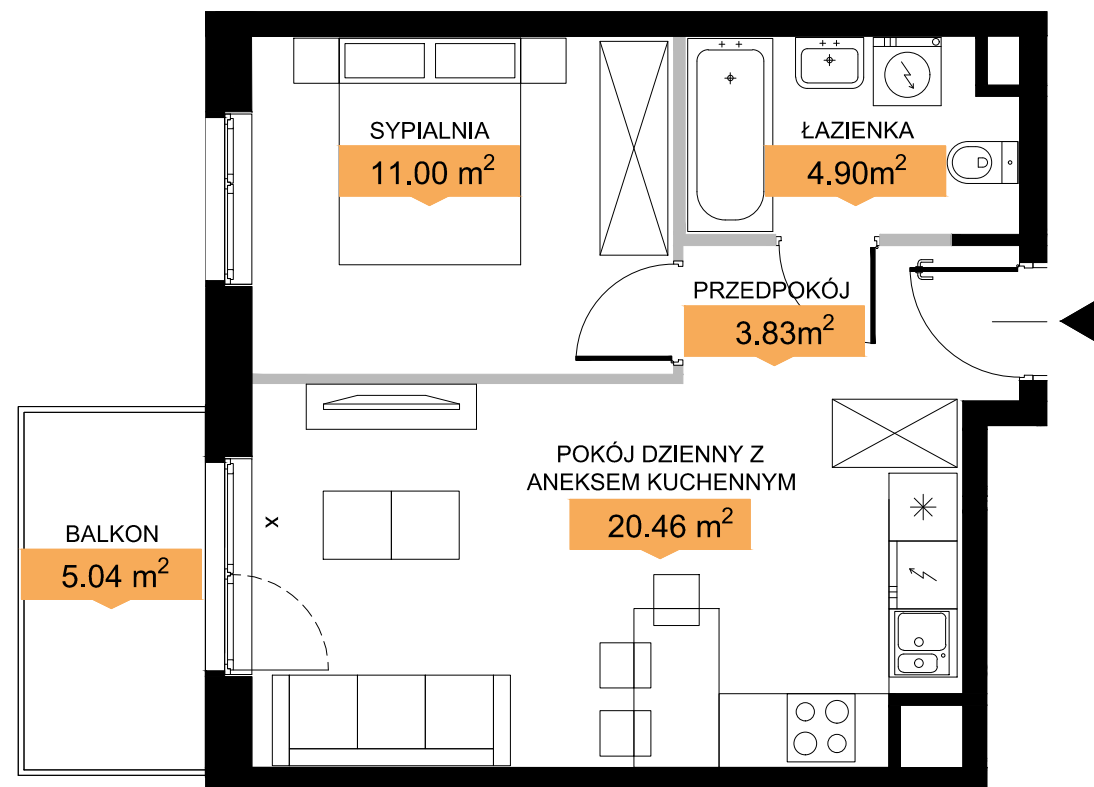 SYPIALNIA
11.00 m²
ŁAZIENKA
4.90m²
PRZEDPOKÓJ
3.83m²
POKÓJ DZIENNY Z
ANEKSEM KUCHENNYM
20.46 m²
x
BALKON
5.04 m²